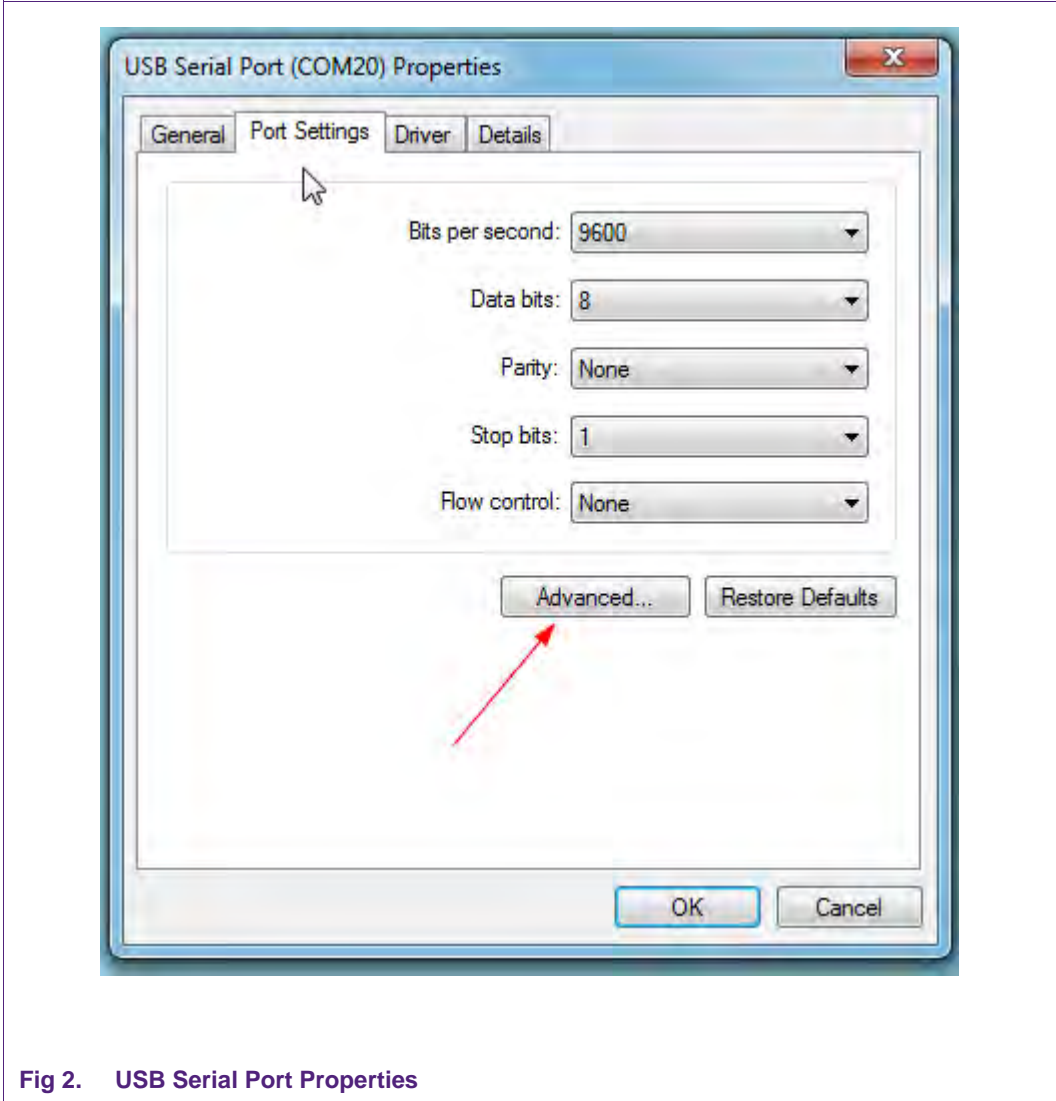 USB Serial Port (COM20) Properties
General Port Settings Driver Details
Bits per second: 9600
Data bits: 8
Parity: None
Stop bits: 1
Flow control: None
Advanced... Restore Defaults
OK Cancel
Fig 2. USB Serial Port Properties